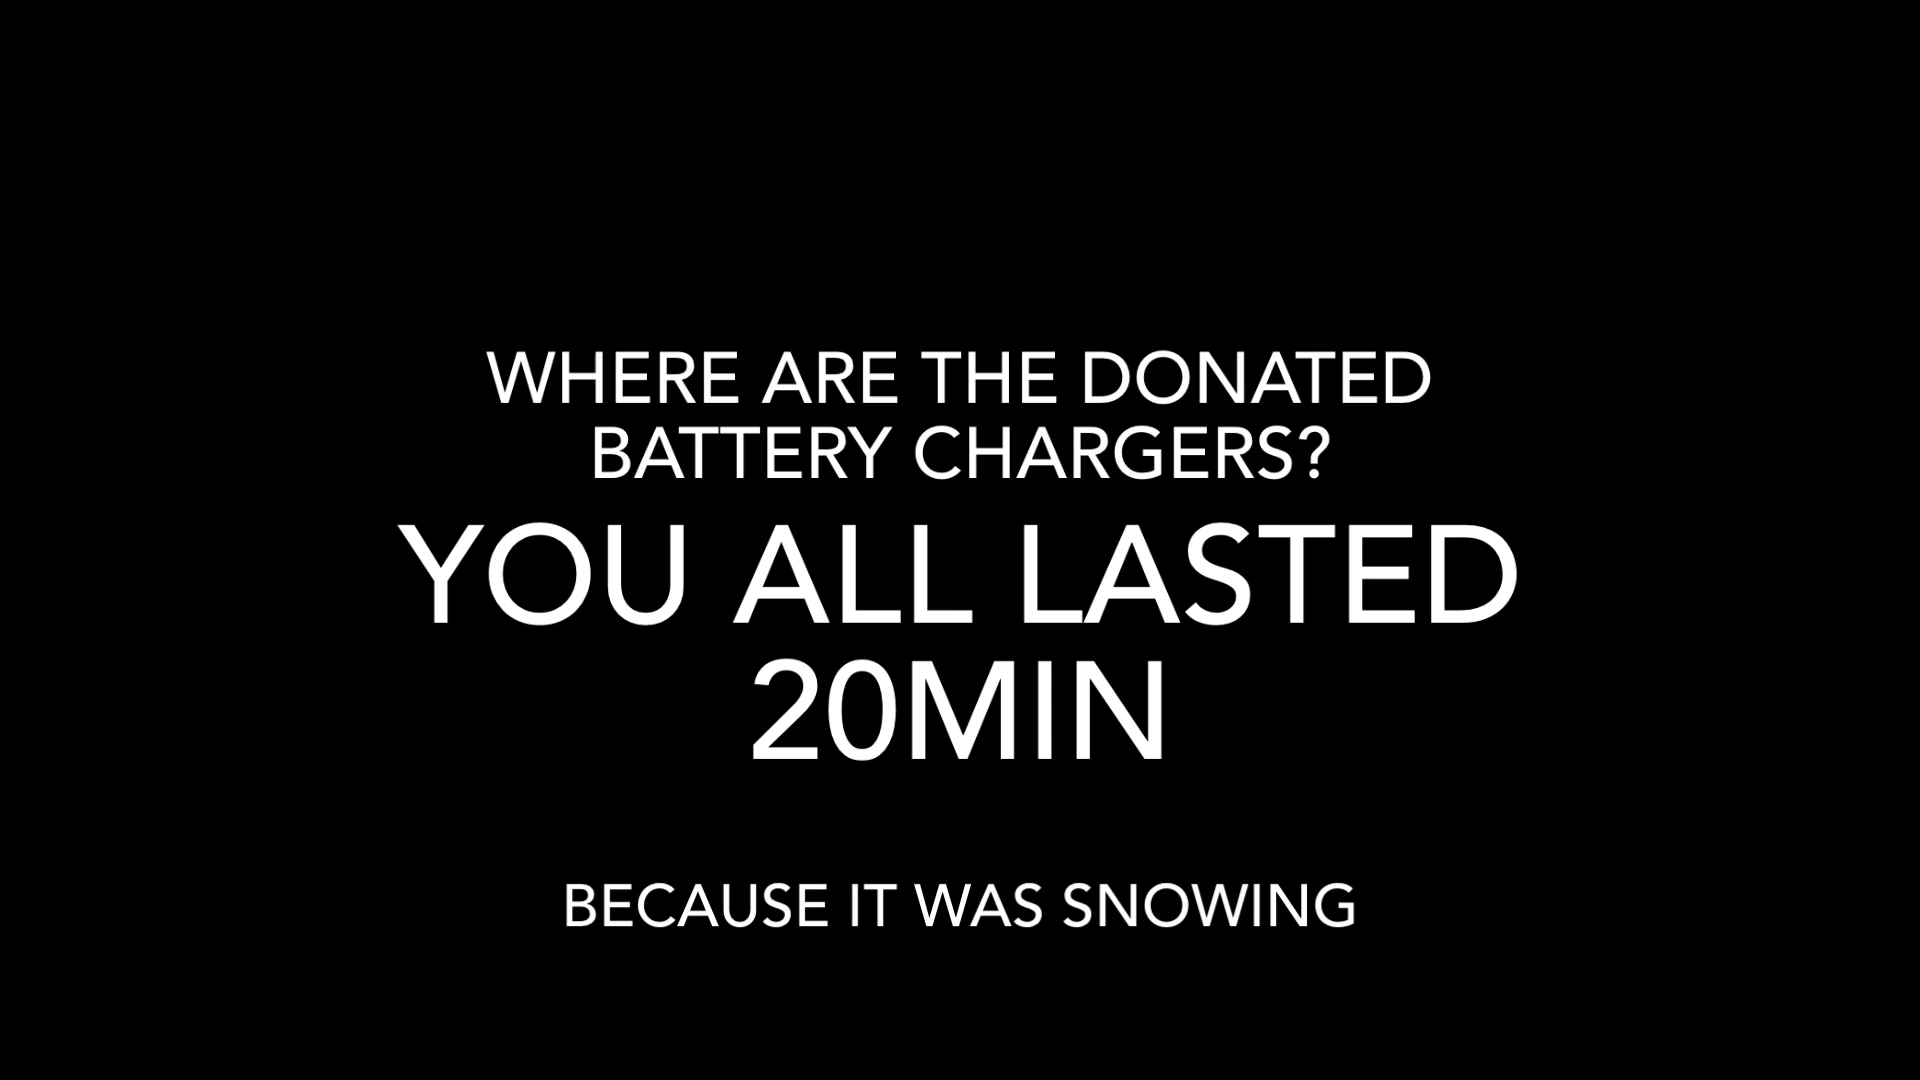 WHERE ARE THE DONATED
BATTERY CHARGERS?
YOU ALL LASTED
20MIN
BECAUSE IT WAS SNOWING